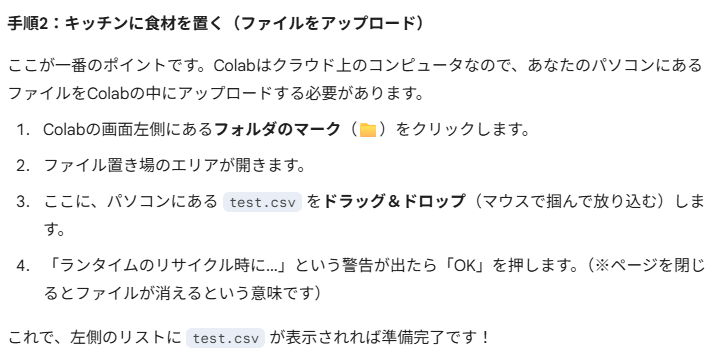 手順2：キッチンに食材を置く（ファイルをアップロード）
ここが一番のポイントです。Colabはクラウド上のコンピュータなので、あなたのパソコンにある
ファイルをColabの中にアップロードする必要があります。
1. Colabの画面左側にあるフォルダのマーク（📁）をクリックします。
2. ファイル置き場のエリアが開きます。
3. ここに、パソコンにある test.csv をドラッグ＆ドロップ（マウスで掴んで放り込む）しま
す。
4. 「ランタイムのリサイクル時に...」という警告が出たら「OK」を押します。（※ページを閉じ
るとファイルが消えるという意味です）
これで、左側のリストに test.csv が表示されれば準備完了です！